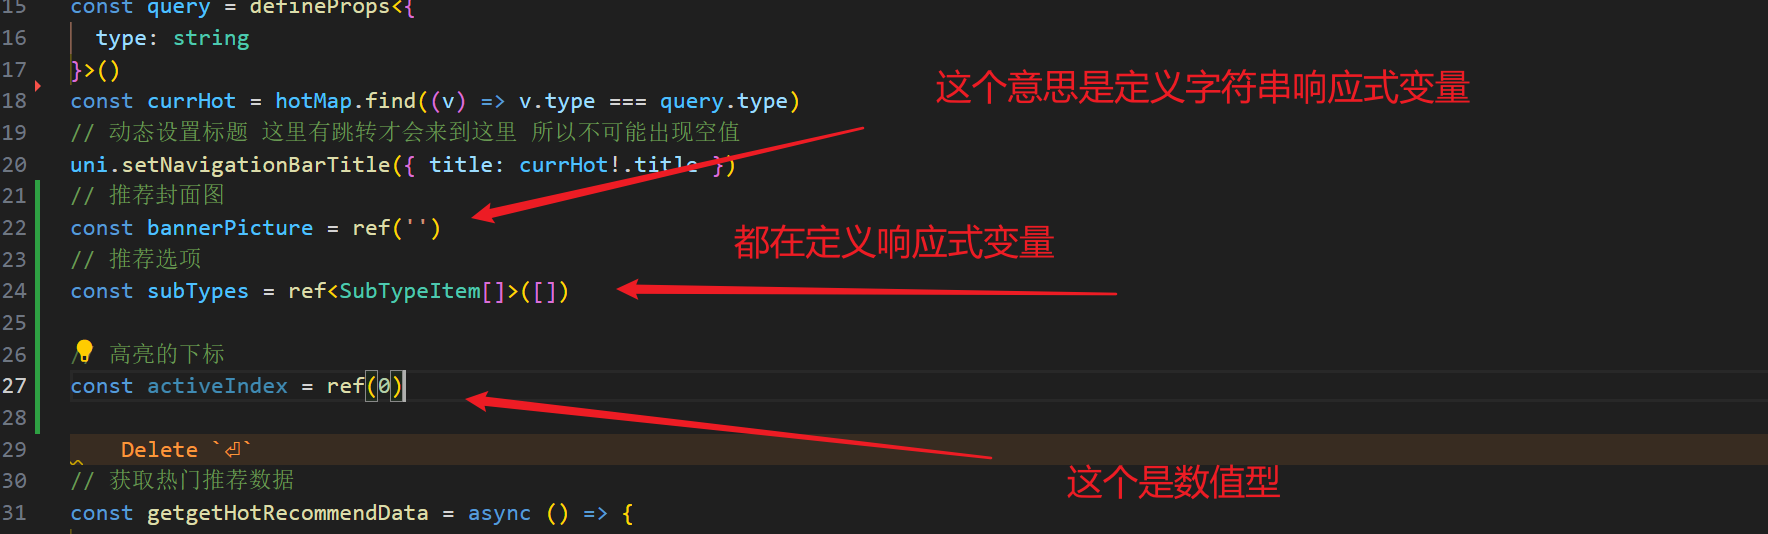 15 const query = defineProps<{
16 type: string
17 }>()
18 const currHot = hotMap.find((v) => v.type === query.type)
这个意思是定义字符串响应式变量
19 // 动态设置标题 这里有跳转才会来到这里 所以不可能出现空值
20 uni.setNavigationBarTitle({ title: currHot!.title })
21 // 推荐封面图
22 const bannerPicture = ref('')
都在定义响应式变量
23 // 推荐选项
24 const subTypes = ref<SubTypeItem[]>([])
25
26 // 高亮的下标
27 const activeIndex = ref(0)
28
29 Delete `⏎`
30 // 获取热门推荐数据
这个是数值型
31 const getgetHotRecommendData = async () => {